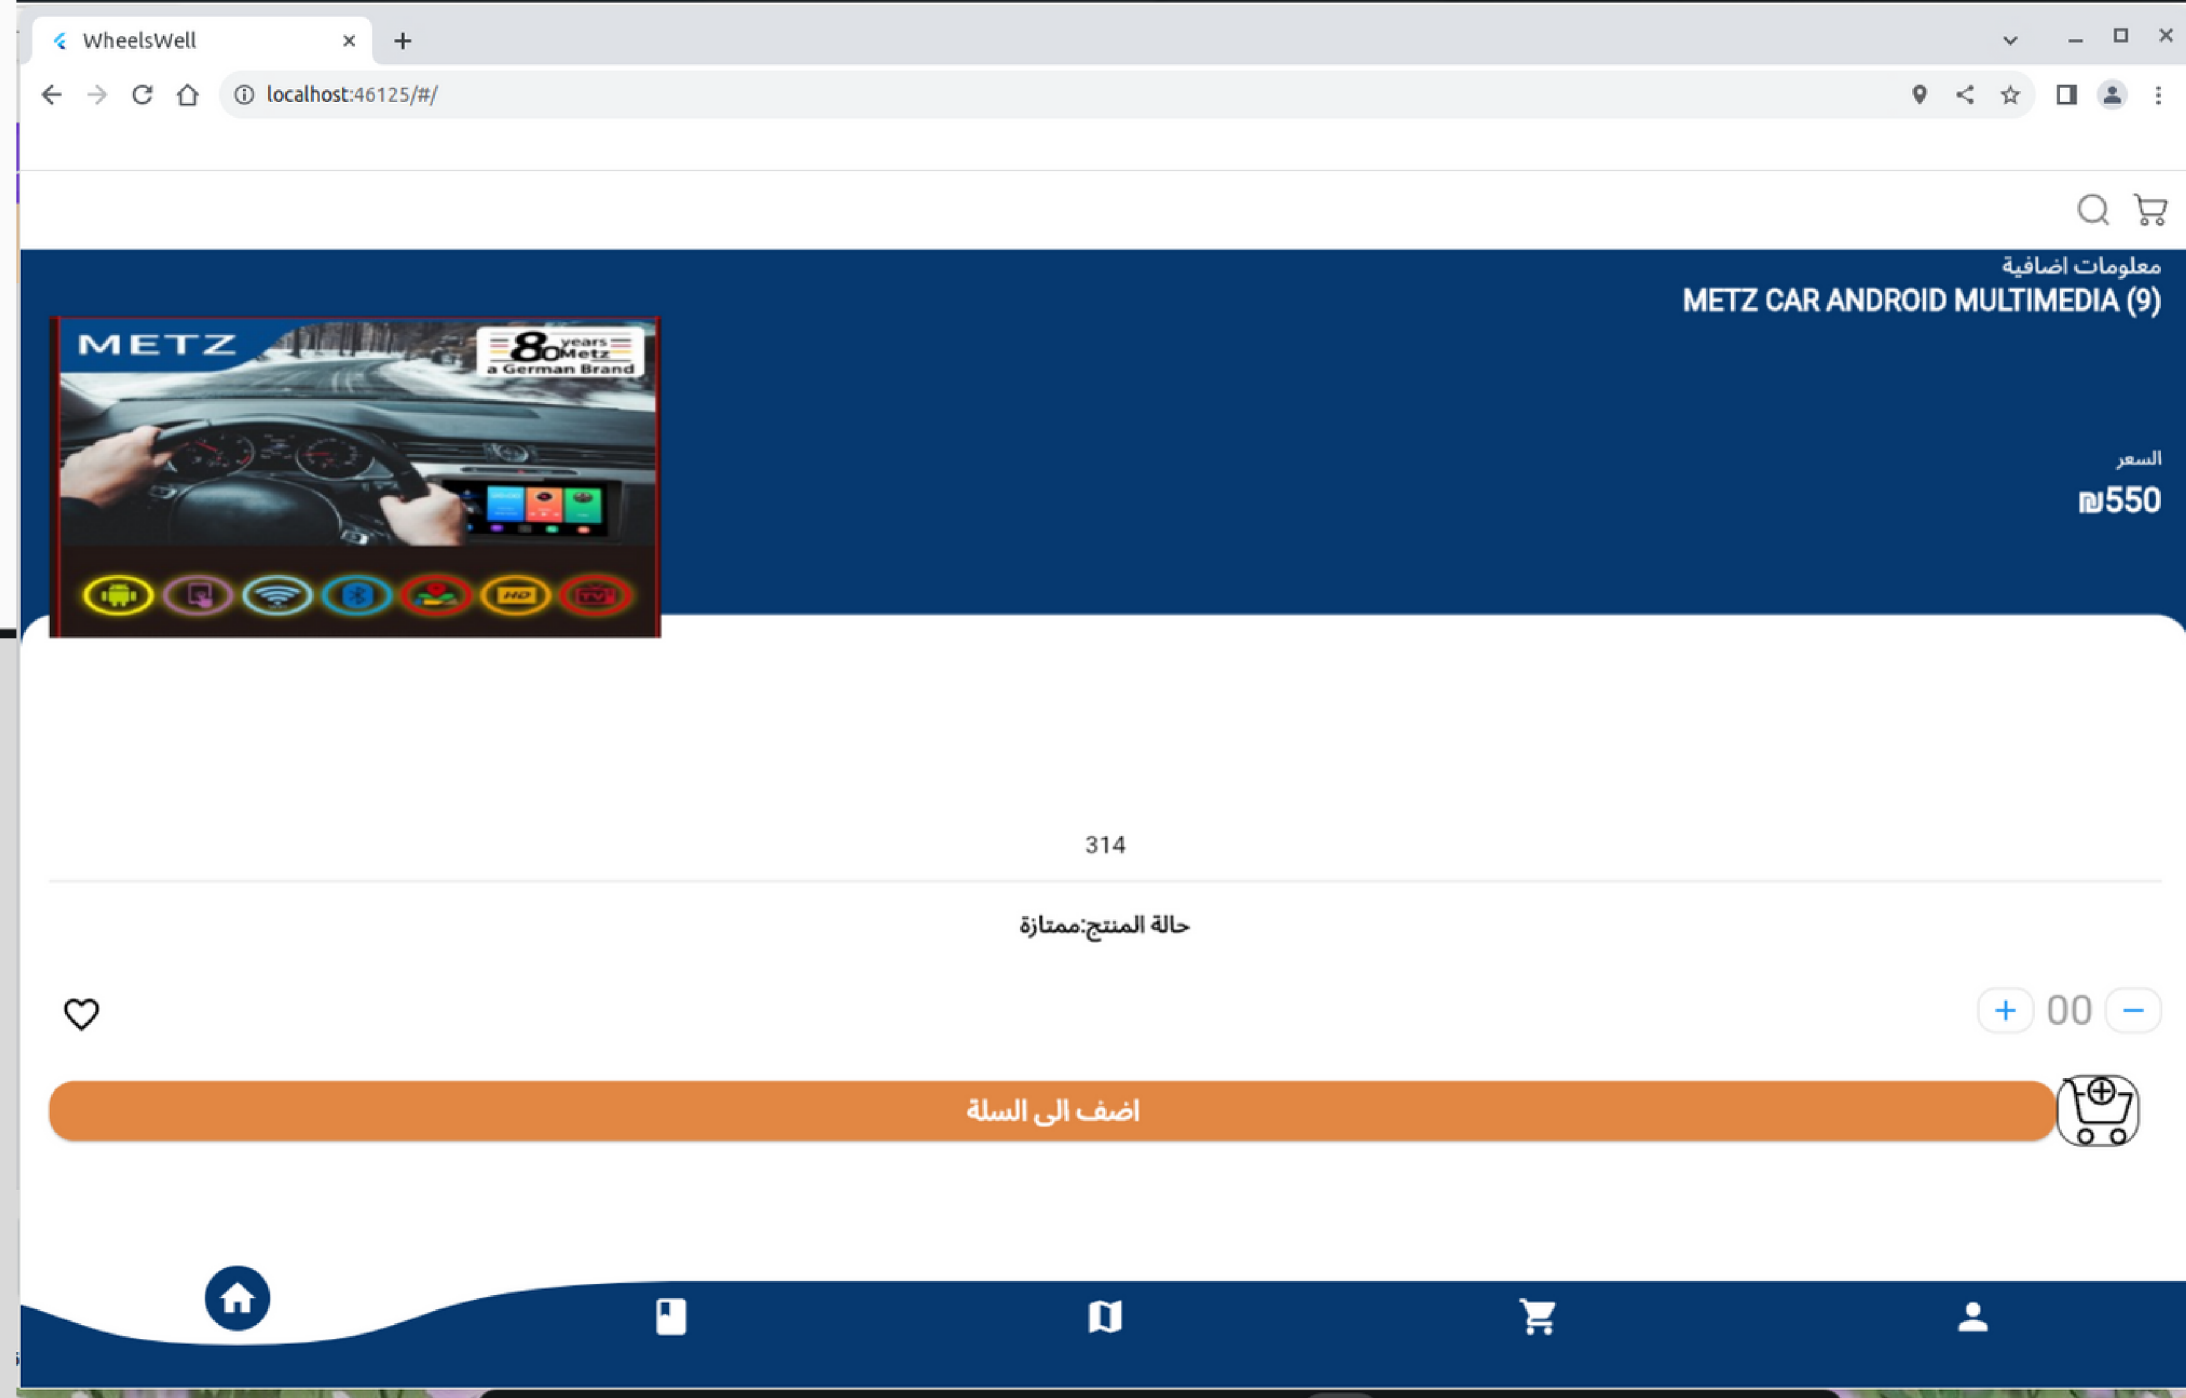 WheelsWell
localhost:46125/#/
معلومات اضافية
METZ CAR ANDROID MULTIMEDIA (9)
METZ
80 years
Metz
a German Brand
السعر
₪550
HD
TV
314
حالة المنتج:ممتازة
+ 00 −
اضف الى السلة